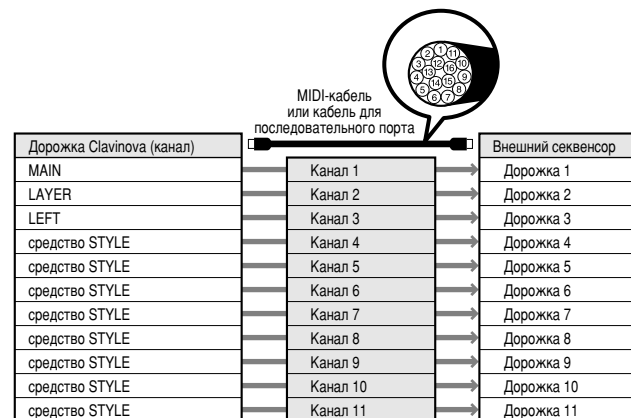 2 1 11
3 12 16 10
4 13 9
14 15
5 8
6 7
MIDI-кабель
или кабель для
последовательного порта
Дорожка Clavinova (канал) Внешний секвенсор
MAIN Канал 1 Дорожка 1
LAYER Канал 2 Дорожка 2
LEFT Канал 3 Дорожка 3
средство STYLE Канал 4 Дорожка 4
средство STYLE Канал 5 Дорожка 5
средство STYLE Канал 6 Дорожка 6
средство STYLE Канал 7 Дорожка 7
средство STYLE Канал 8 Дорожка 8
средство STYLE Канал 9 Дорожка 9
средство STYLE Канал 10 Дорожка 10
средство STYLE Канал 11 Дорожка 11